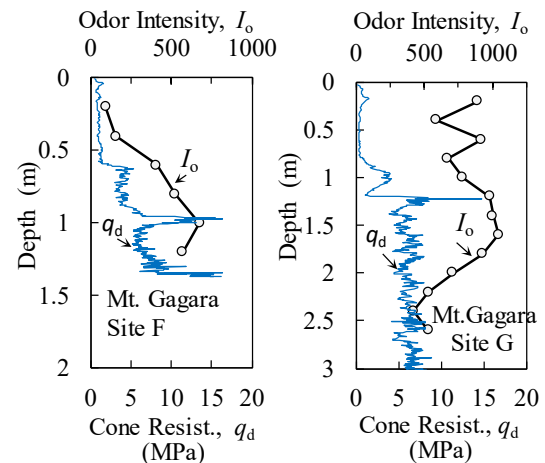 Odor Intensity, Io
0 500 1000
0
0.5
1
1.5
2
Depth (m)
Io
qd
Mt. Gagara
Site F
0 5 10 15 20
Cone Resist., qd
(MPa)
Odor Intensity, Io
0 500 1000
0
0.5
1
1.5
2
2.5
3
Depth (m)
qd
Io
Mt.Gagara
Site G
0 5 10 15 20
Cone Resist., qd
(MPa)